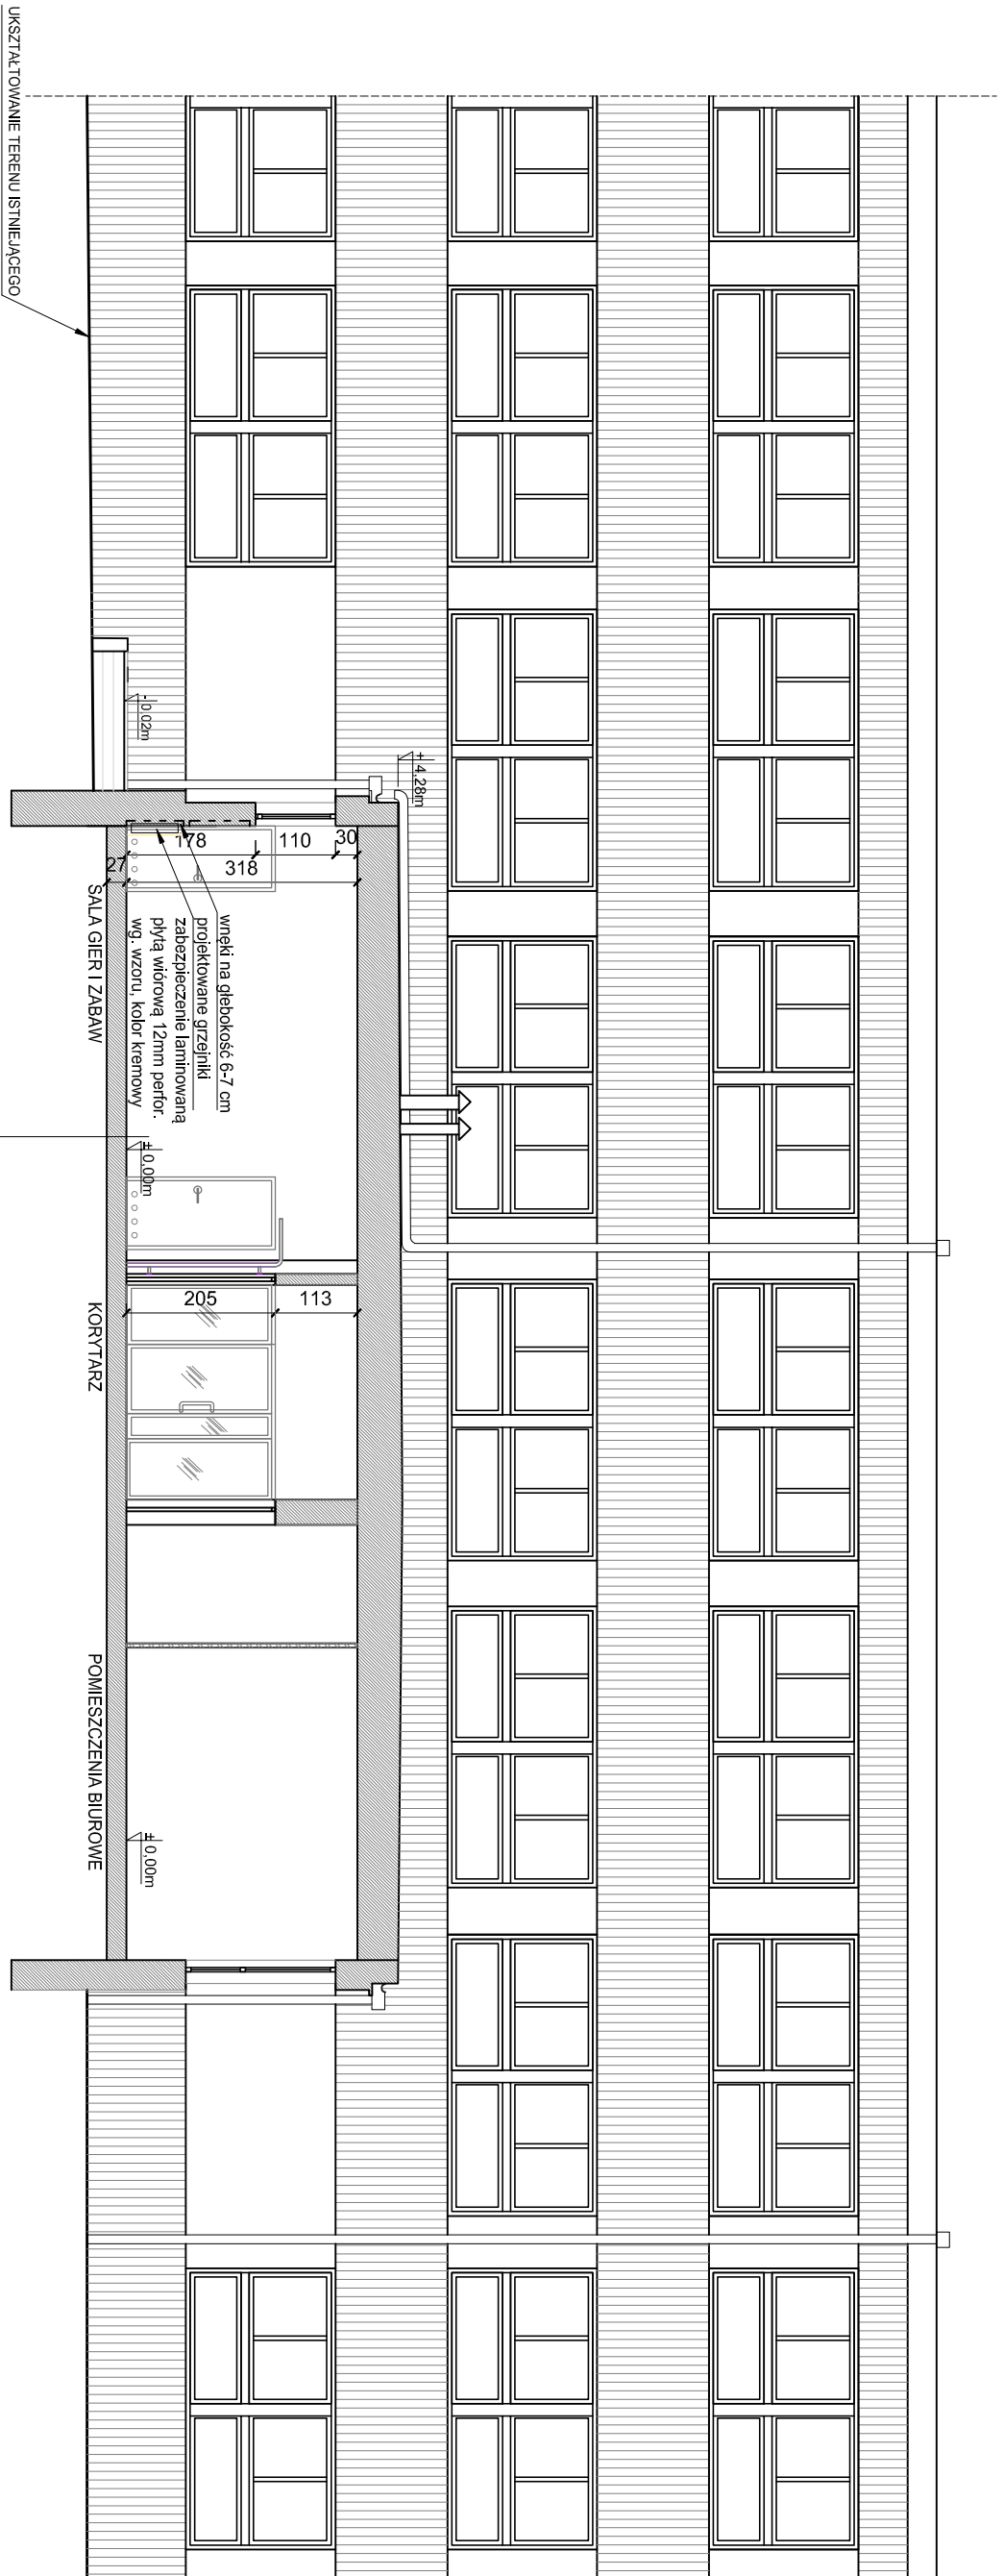 UKSZTAŁTOWANIE TERENU ISTNIEJĄCEGO
-0.02m
+4,28m
178
110
30
27
318
wnęki na głębokość 6-7 cm
projektowane grzejniki
zabezpieczenie laminowaną
płytą wiórową 12mm perfor.
wg. wzoru, kolor kremowy
±0,00m
205
113
±0,00m
SALA GIER I ZABAW
KORYTARZ
POMIESZCZENIA BIUROWE